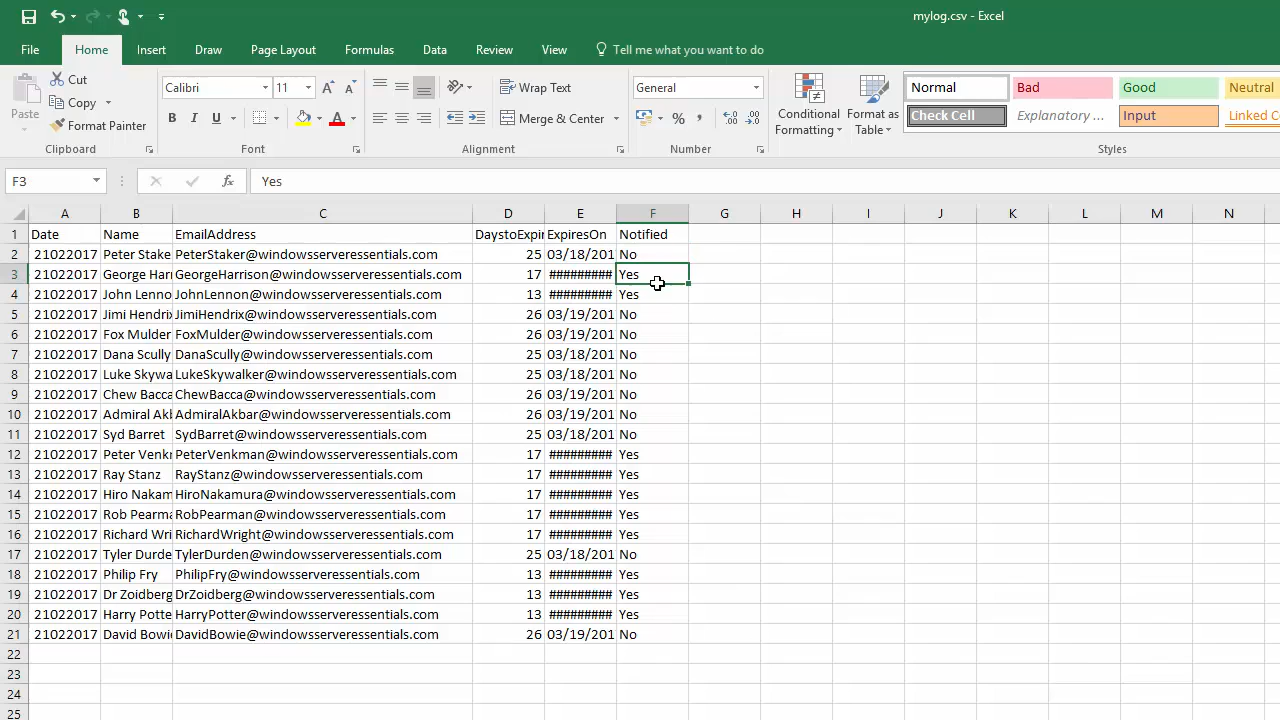 mylog.csv - Excel
File Home Insert Draw Page Layout Formulas Data Review View Tell me what you want to do
Cut
Copy
Paste
Format Painter
Clipboard
Calibri 11
B I U
Font
Wrap Text
Merge & Center
Alignment
General
%
Number
Conditional Formatting
Format as Table
Normal Bad Good Neutral
Check Cell Explanatory ... Input Linked C
Styles
F3 fx Yes
A B C D E F G H I J K L M N
1 Date Name EmailAddress DaystoExpir ExpiresOn Notified
2 21022017 Peter Stake PeterStaker@windowsserveressentials.com 25 03/18/201 No
3 21022017 George Har GeorgeHarrison@windowsserveressentials.com 17 ######### Yes
4 21022017 John Lenno JohnLennon@windowsserveressentials.com 13 ######### Yes
5 21022017 Jimi Hendrix JimiHendrix@windowsserveressentials.com 26 03/19/201 No
6 21022017 Fox Mulder FoxMulder@windowsserveressentials.com 26 03/19/201 No
7 21022017 Dana Scully DanaScully@windowsserveressentials.com 25 03/18/201 No
8 21022017 Luke Skywa LukeSkywalker@windowsserveressentials.com 25 03/18/201 No
9 21022017 Chew Bacca ChewBacca@windowsserveressentials.com 26 03/19/201 No
10 21022017 Admiral Akb AdmiralAkbar@windowsserveressentials.com 26 03/19/201 No
11 21022017 Syd Barret SydBarret@windowsserveressentials.com 25 03/18/201 No
12 21022017 Peter Venkr PeterVenkman@windowsserveressentials.com 17 ######### Yes
13 21022017 Ray Stanz RayStanz@windowsserveressentials.com 17 ######### Yes
14 21022017 Hiro Nakam HiroNakamura@windowsserveressentials.com 17 ######### Yes
15 21022017 Rob Pearma RobPearman@windowsserveressentials.com 17 ######### Yes
16 21022017 Richard Wri RichardWright@windowsserveressentials.com 17 ######### Yes
17 21022017 Tyler Durde TylerDurden@windowsserveressentials.com 25 03/18/201 No
18 21022017 Philip Fry PhilipFry@windowsserveressentials.com 13 ######### Yes
19 21022017 Dr Zoidberg DrZoidberg@windowsserveressentials.com 13 ######### Yes
20 21022017 Harry Potte HarryPotter@windowsserveressentials.com 13 ######### Yes
21 21022017 David Bowi DavidBowie@windowsserveressentials.com 26 03/19/201 No
22
23
24
25